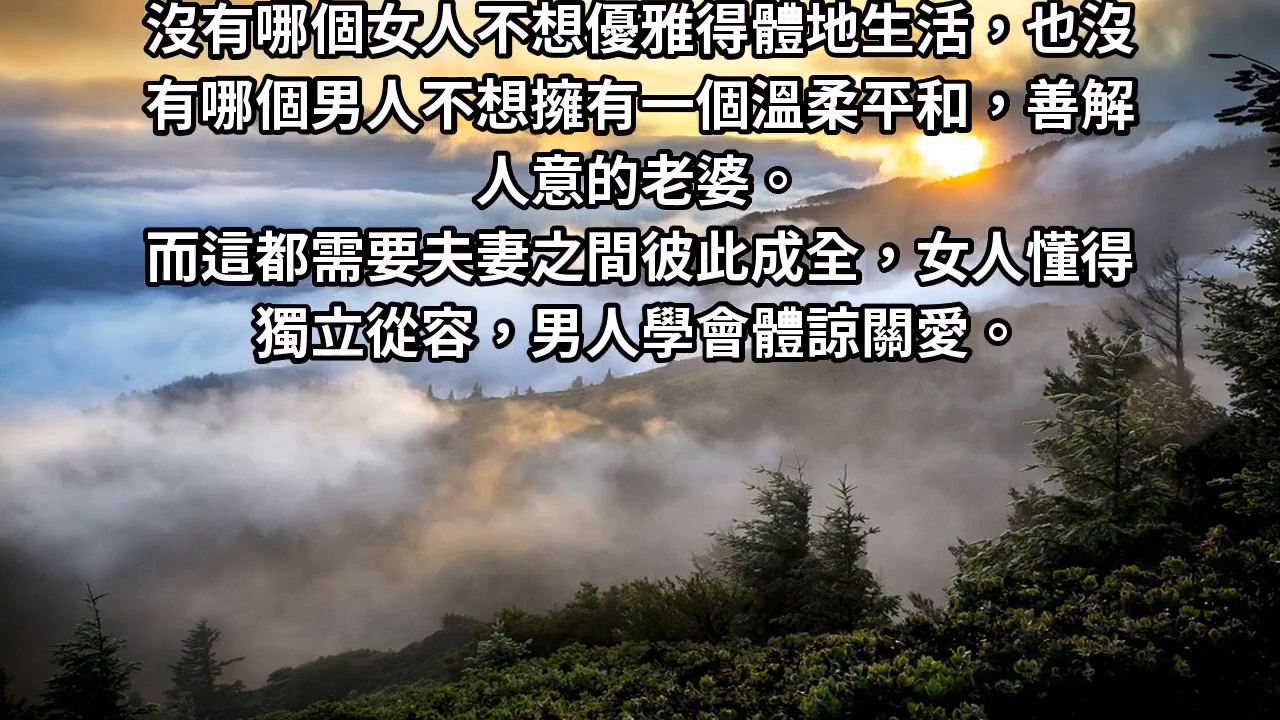 沒有哪個女人不想優雅得體地生活，也沒
有哪個男人不想擁有一個溫柔平和，善解
人意的老婆。
而這都需要夫妻之間彼此成全，女人懂得
獨立從容，男人學會體諒關愛。